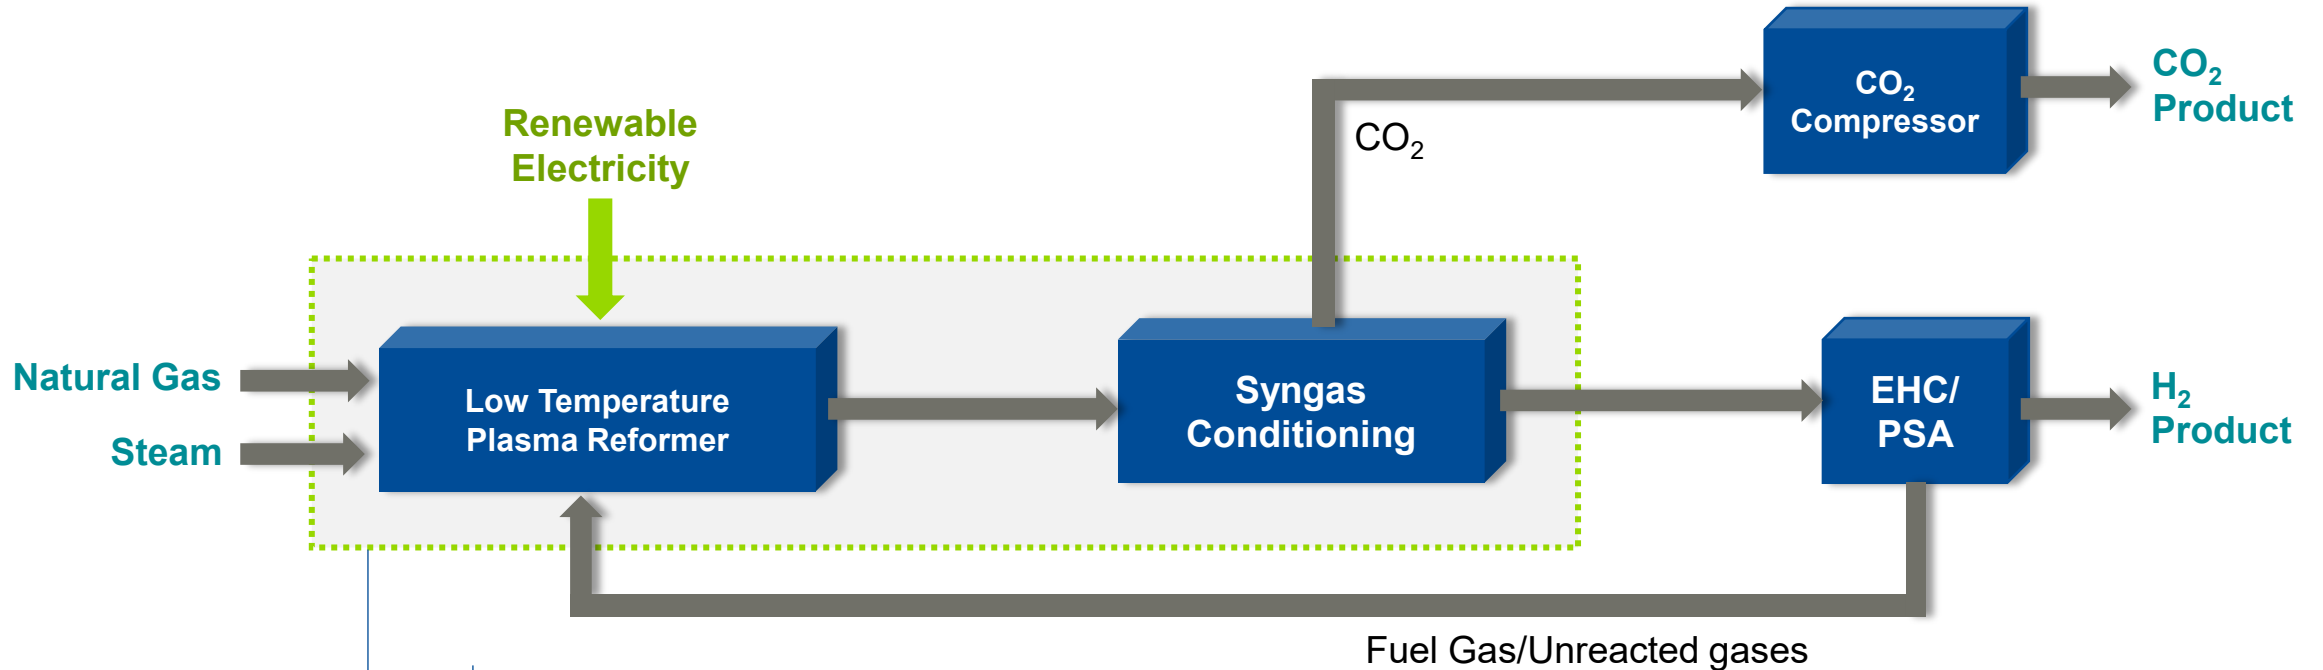 CO₂
Product
CO₂
Compressor
Renewable
Electricity
CO₂
Natural Gas
Steam
Low Temperature
Plasma Reformer
Syngas
Conditioning
EHC/
PSA
H₂
Product
Fuel Gas/Unreacted gases